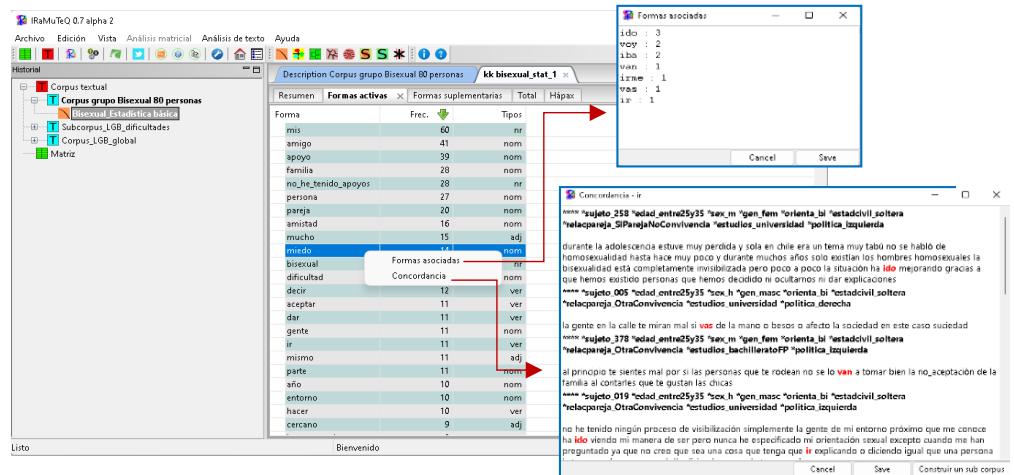 IRaMuTeQ 0.7 alpha 2
Archivo Edición Vista Análisis matricial Análisis de texto Ayuda
Historial
Corpus textual
Corpus grupo Bisexual 80 personas
Bisexual_Estadística básica
Subcorpus_LGB_dificultades
Corpus_LGB_global
Matriz
Description Corpus grupo Bisexual 80 personas kk bisexual_stat_1
Resumen Formas activas Formas suplementarias Total Hápax
Forma Frec. Tipos
mis 60 nr
amigo 41 nom
apoyo 39 nom
familia 28 nom
no_he_tenido_apoyos 28 nr
persona 27 nom
pareja 20 nom
amistad 16 nom
mucho 15 adj
miedo 14 nom
bisexual nr
dificultad nom
decir 12 ver
aceptar 11 ver
dar 11 ver
gente 11 nom
ir 11 ver
mismo 11 adj
parte 11 nom
año 10 nom
entorno 10 nom
hacer 10 ver
cercano 9 adj
Formas asociadas
Concordancia
Listo Bienvenido
Formas asociadas
ido : 3
voy : 2
iba : 2
van : 1
irme : 1
vas : 1
ir : 1
Cancel Save
Concordancia - ir
**** *sujeto_258 *edad_entre25y35 *sex_m *gen_fem *orienta_bi *estadcivil_soltera
*relacpareja_SiParejaNoConvivencia *estudios_universidad *politica_izquierda
durante la adolescencia estuve muy perdida y sola en chile era un tema muy tabú no se habló de
homosexualidad hasta hace muy poco y durante muchos años solo existian los hombres homosexuales la
bisexualidad está completamente invisibilizada pero poco a poco la situación ha ido mejorando gracias a
que hemos existido personas que hemos decidido ni ocultarnos ni dar explicaciones
**** *sujeto_005 *edad_entre25y35 *sex_h *gen_masc *orienta_bi *estadcivil_soltera
*relacpareja_OtraConvivencia *estudios_universidad *politica_derecha
la gente en la calle te miran mal si vas de la mano o besos o afecto la sociedad en este caso suciedad
**** *sujeto_378 *edad_entre25y35 *sex_m *gen_fem *orienta_bi *estadcivil_soltera
*relacpareja_OtraConvivencia *estudios_bachilleratoFP *politica_izquierda
al principio te sientes mal por si las personas que te rodean no se lo van a tomar bien la no_aceptación de la
familia al contarles que te gustan las chicas
**** *sujeto_019 *edad_entre25y35 *sex_h *gen_masc *orienta_bi *estadcivil_soltera
*relacpareja_OtraConvivencia *estudios_universidad *politica_izquierda
no he tenido ningún proceso de visibilización simplemente la gente de mi entorno próximo que me conoce
ha ido viendo mi manera de ser pero nunca he especificado mi orientación sexual excepto cuando me han
preguntado ya que no creo que sea una cosa que tenga que ir explicando o diciendo igual que una persona
Cancel Save Construir un sub corpus